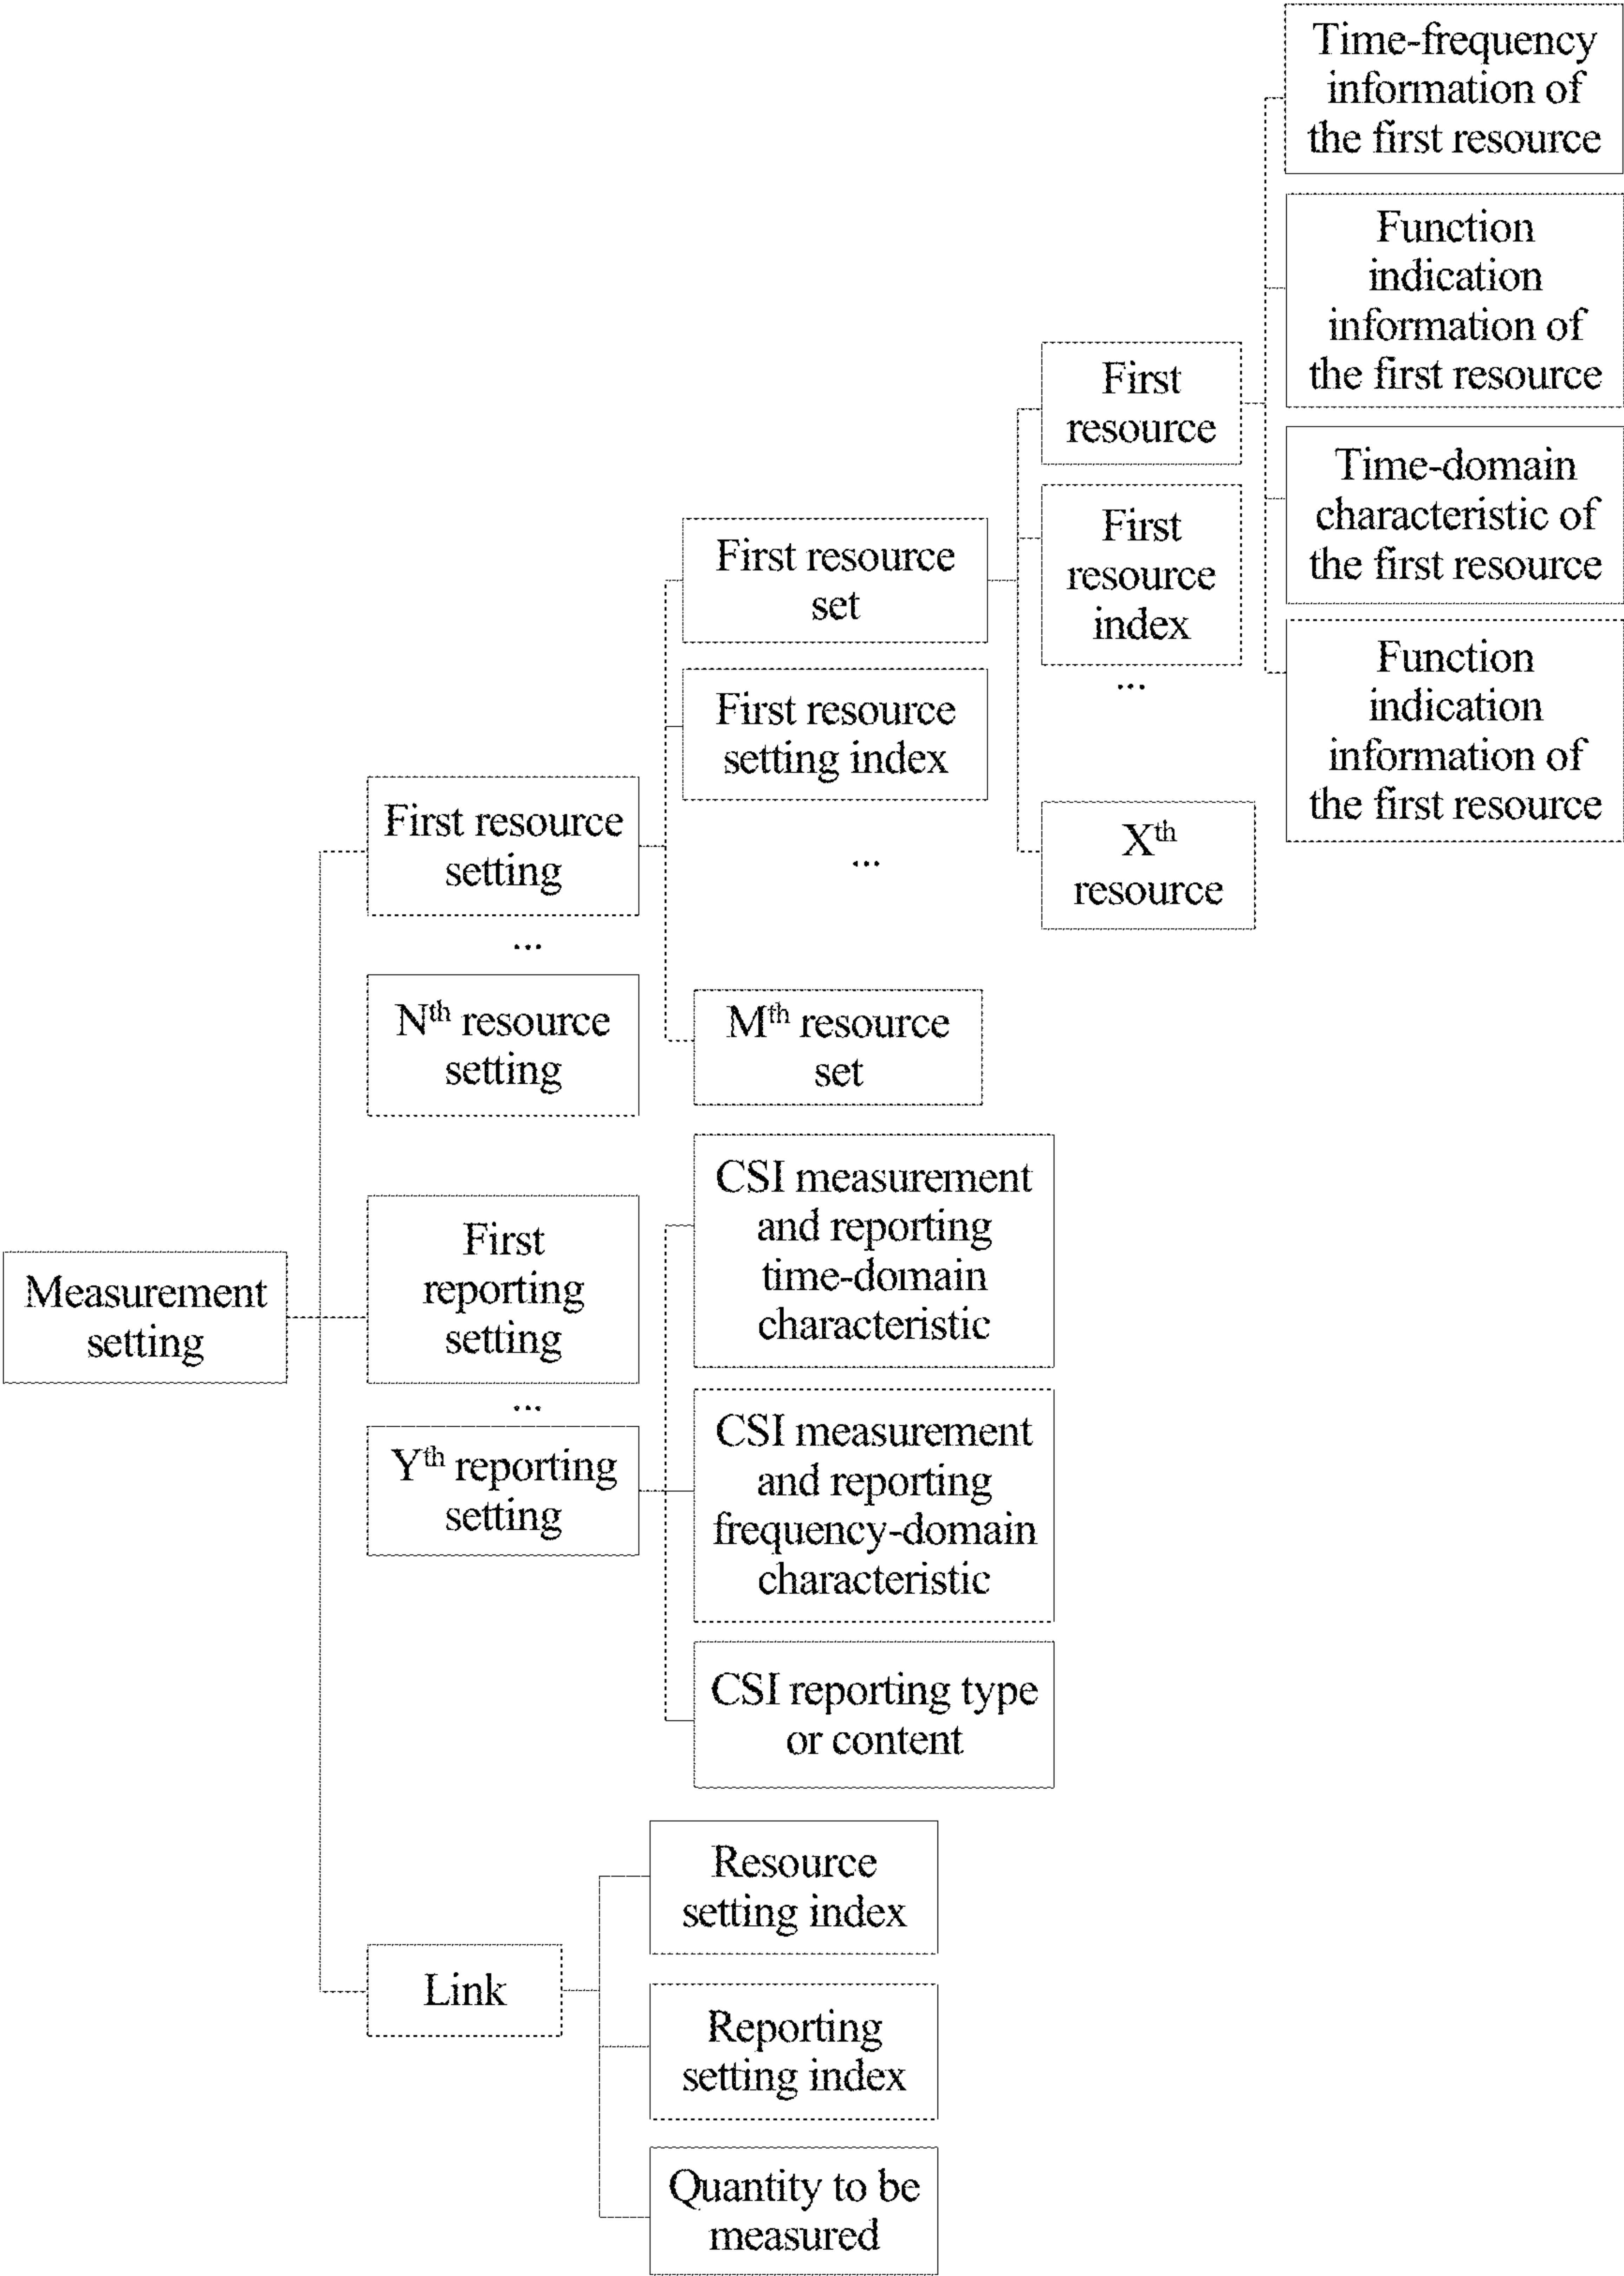 Time-frequency
information of
the first resource
Function
indication
information of
the first resource
First
resource
Time-domain
characteristic of
the first resource
First
resource
index
...
First resource
set
Function
indication
information of
the first resource
First resource
setting index
...
Xth
resource
First resource
setting
...
Nth resource
setting
Mth resource
set
CSI measurement
and reporting
time-domain
characteristic
First
reporting
setting
...
Measurement
setting
Yth reporting
setting
CSI measurement
and reporting
frequency-domain
characteristic
CSI reporting type
or content
Resource
setting index
Link
Reporting
setting index
Quantity to be
measured